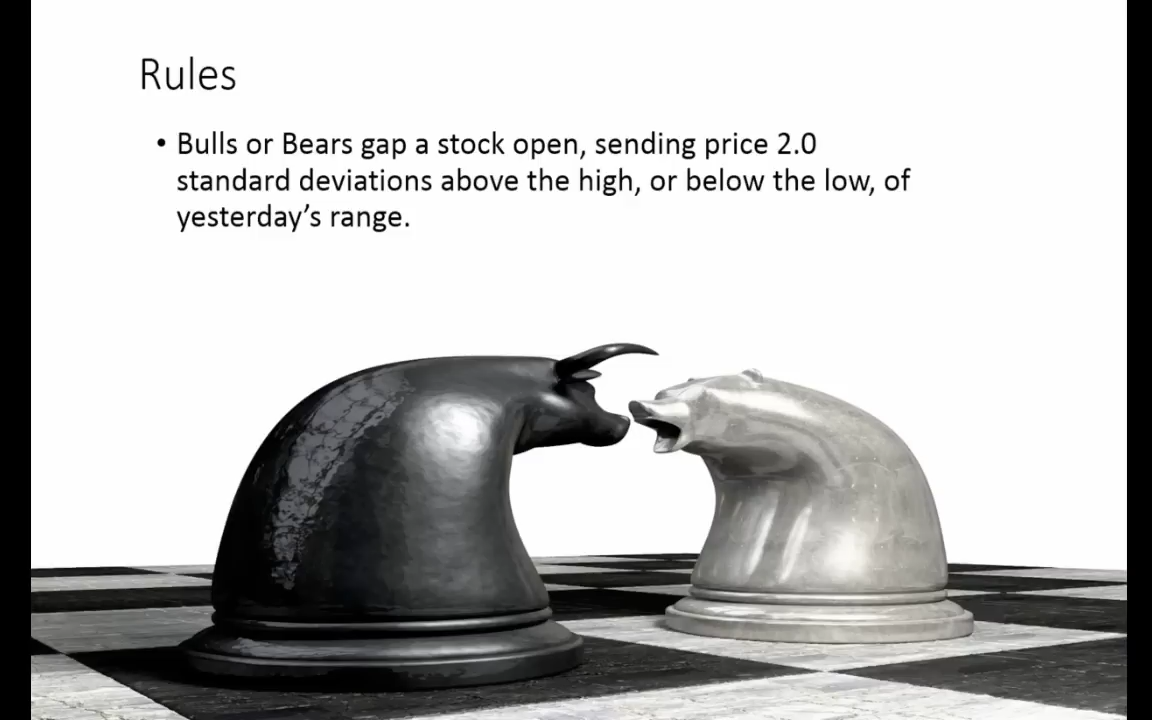 Rules
• Bulls or Bears gap a stock open, sending price 2.0
standard deviations above the high, or below the low, of
yesterday’s range.